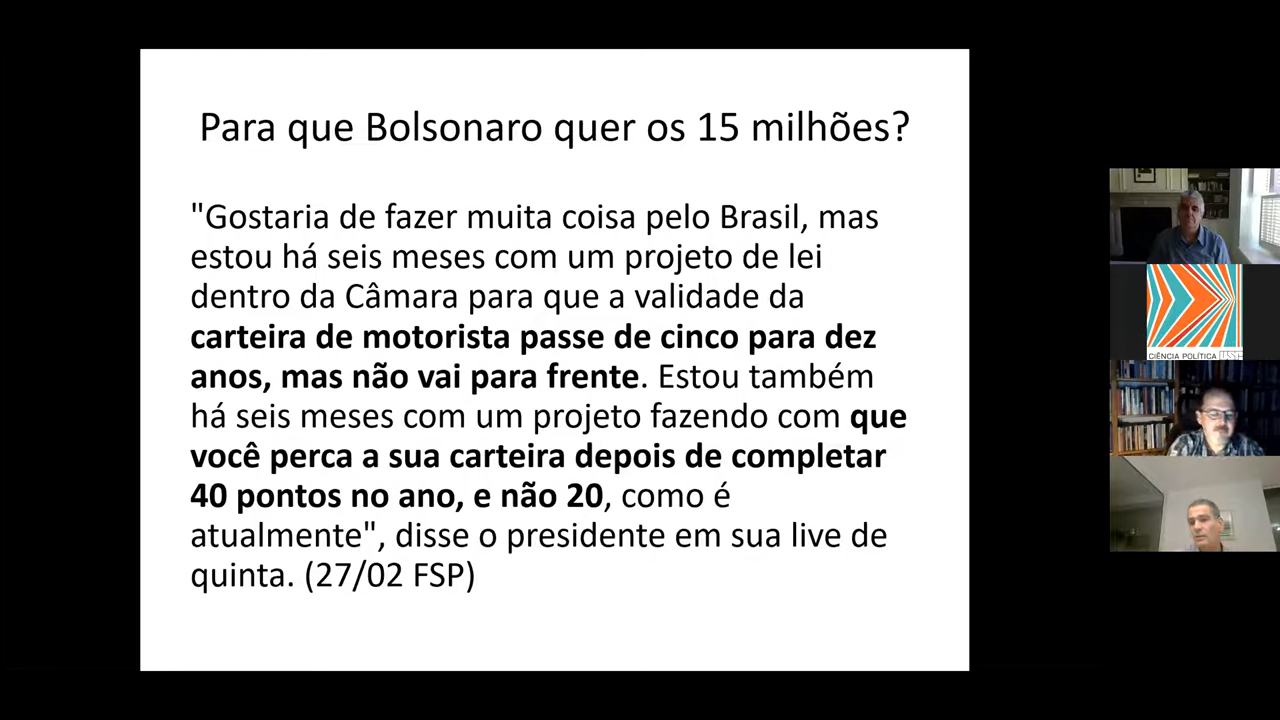 Para que Bolsonaro quer os 15 milhões?
"Gostaria de fazer muita coisa pelo Brasil, mas
estou há seis meses com um projeto de lei
dentro da Câmara para que a validade da
carteira de motorista passe de cinco para dez
anos, mas não vai para frente. Estou também
há seis meses com um projeto fazendo com que
você perca a sua carteira depois de completar
40 pontos no ano, e não 20, como é
atualmente", disse o presidente em sua live de
quinta. (27/02 FSP)
CIÊNCIA POLÍTICA USP